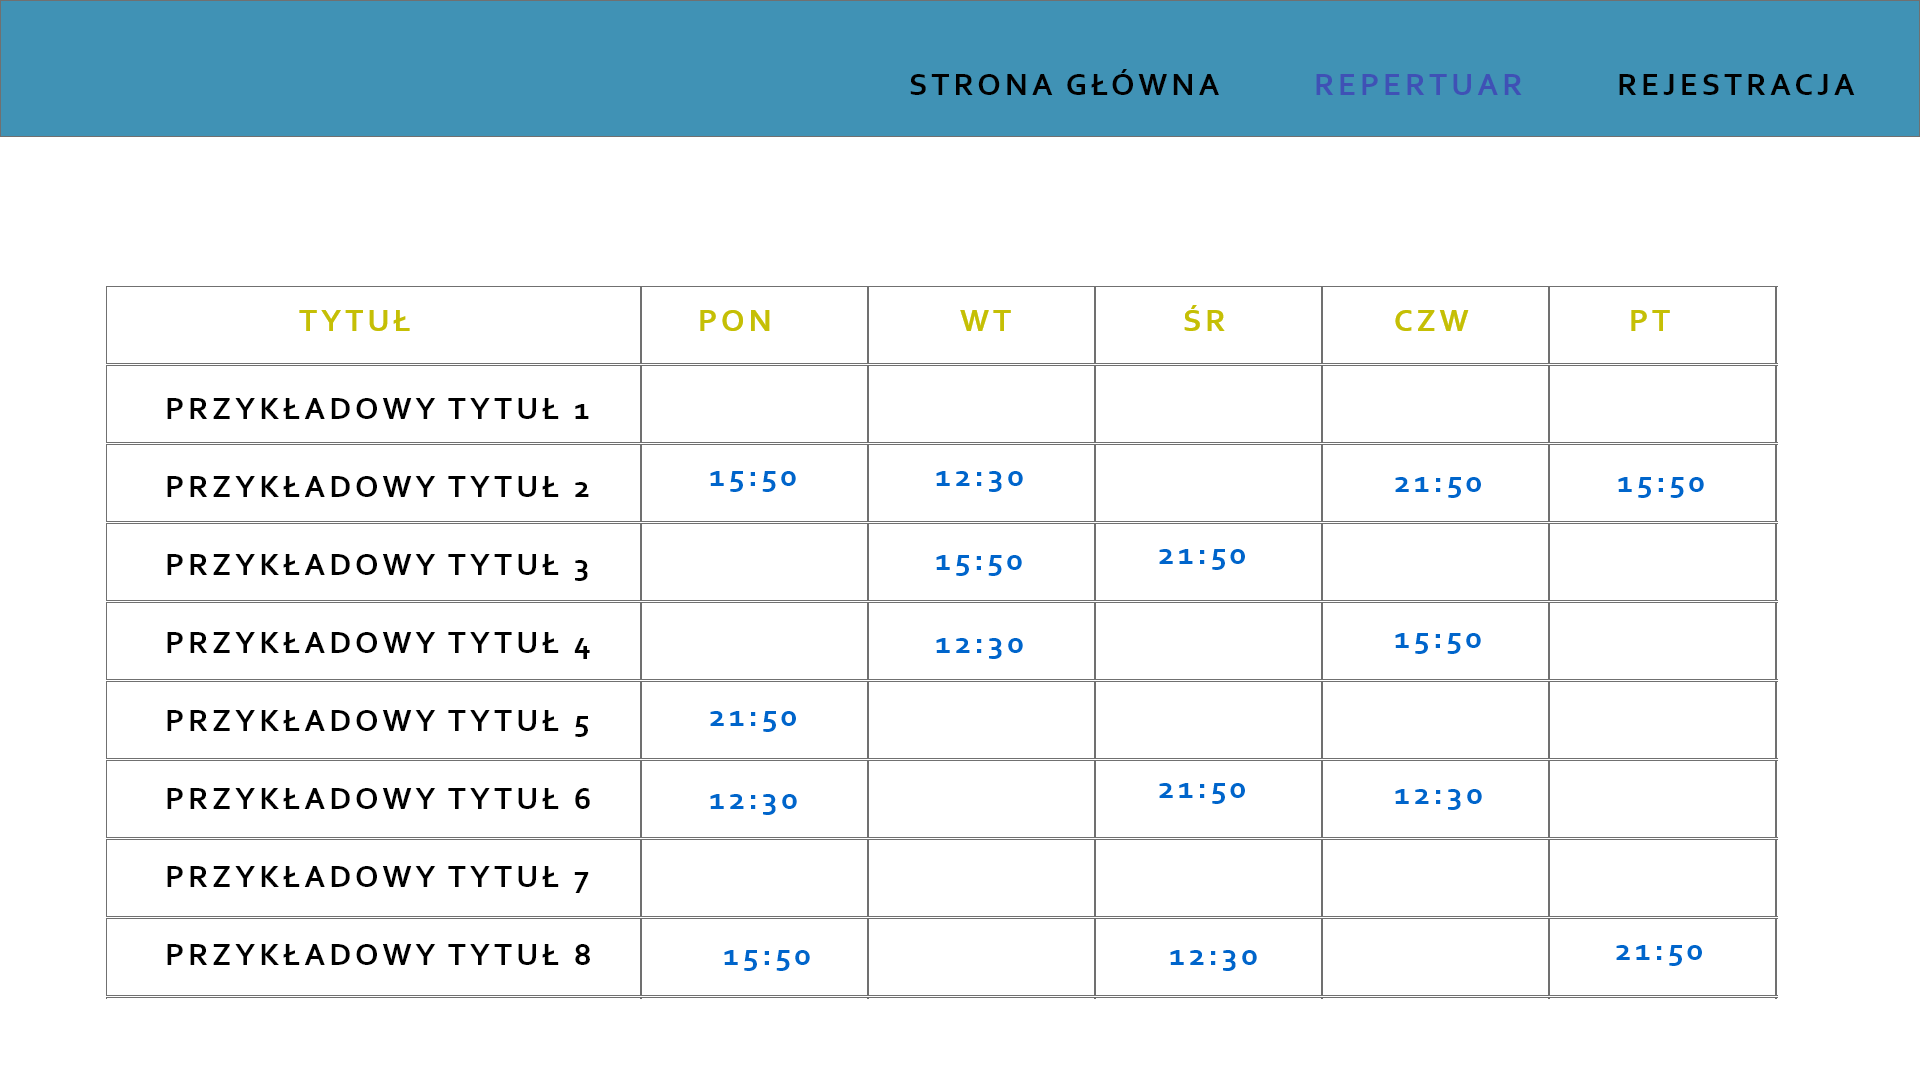 STRONA GŁÓWNA REPERTUAR REJESTRACJA
TYTUŁ PON WT ŚR CZW PT
PRZYKŁADOWY TYTUŁ 1
PRZYKŁADOWY TYTUŁ 2 15:50 12:30 21:50 15:50
PRZYKŁADOWY TYTUŁ 3 15:50 21:50
PRZYKŁADOWY TYTUŁ 4 12:30 15:50
PRZYKŁADOWY TYTUŁ 5 21:50
PRZYKŁADOWY TYTUŁ 6 12:30 21:50 12:30
PRZYKŁADOWY TYTUŁ 7
PRZYKŁADOWY TYTUŁ 8 15:50 12:30 21:50